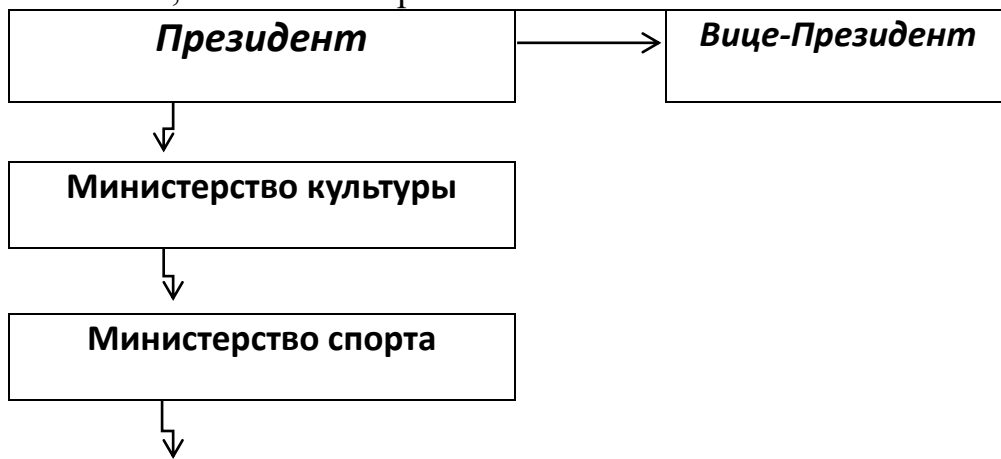 Президент
Вице-Президент
Министерство культуры
Министерство спорта